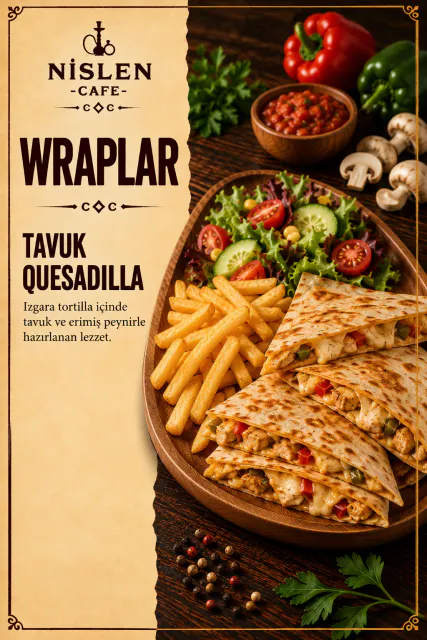 NİSLEN
-CAFE-
WRAPLAR
TAVUK
QUESADILLA
Izgara tortilla içinde
tavuk ve erimiş peynirle
hazırlanan lezzet.